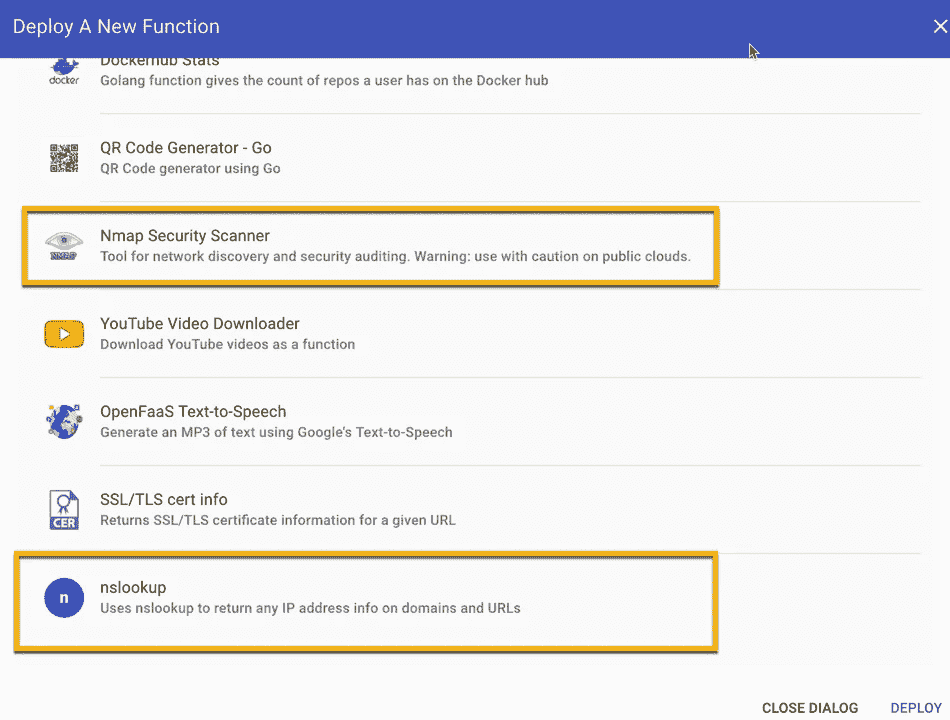 Deploy A New Function
Dockerhub Stats
docker
Golang function gives the count of repos a user has on the Docker hub
QR Code Generator - Go
QR Code generator using Go
Nmap Security Scanner
NMAP
Tool for network discovery and security auditing. Warning: use with caution on public clouds.
YouTube Video Downloader
Download YouTube videos as a function
OpenFaaS Text-to-Speech
Generate an MP3 of text using Google's Text-to-Speech
SSL/TLS cert info
CER
Returns SSL/TLS certificate information for a given URL
n
nslookup
Uses nslookup to return any IP address info on domains and URLs
CLOSE DIALOG
DEPLOY